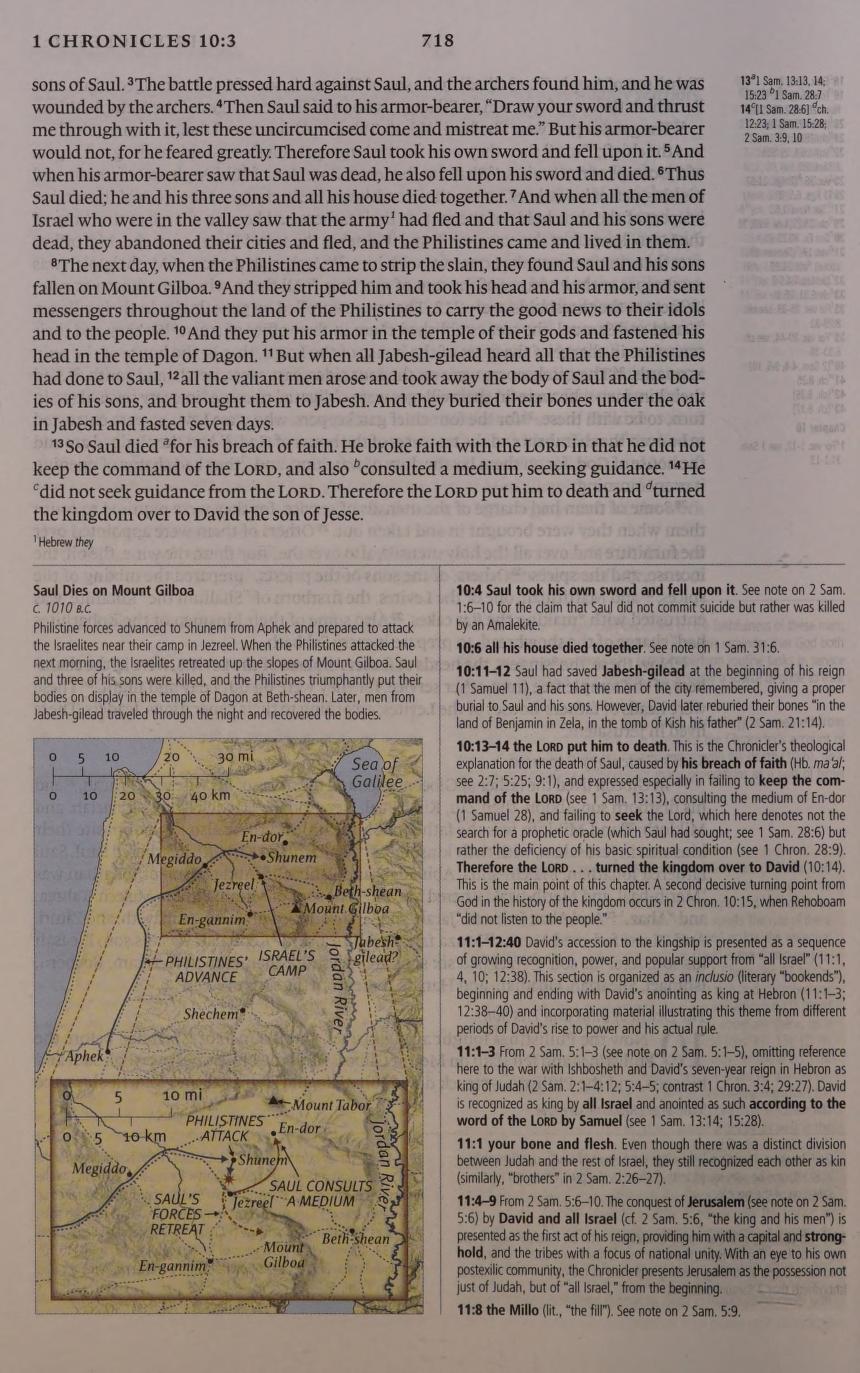 1 CHRONICLES 10:3
718
sons of Saul. ³The battle pressed hard against Saul, and the archers found him, and he was
wounded by the archers. ⁴Then Saul said to his armor-bearer, “Draw your sword and thrust
me through with it, lest these uncircumcised come and mistreat me.” But his armor-bearer
would not, for he feared greatly. Therefore Saul took his own sword and fell upon it. ⁵And
when his armor-bearer saw that Saul was dead, he also fell upon his sword and died. ⁶Thus
Saul died; he and his three sons and all his house died together. ⁷And when all the men of
Israel who were in the valley saw that the army¹ had fled and that Saul and his sons were
dead, they abandoned their cities and fled, and the Philistines came and lived in them.
⁸The next day, when the Philistines came to strip the slain, they found Saul and his sons
fallen on Mount Gilboa. ⁹And they stripped him and took his head and his armor, and sent
messengers throughout the land of the Philistines to carry the good news to their idols
and to the people. ¹⁰And they put his armor in the temple of their gods and fastened his
head in the temple of Dagon. ¹¹But when all Jabesh-gilead heard all that the Philistines
had done to Saul, ¹²all the valiant men arose and took away the body of Saul and the bod-
ies of his sons, and brought them to Jabesh. And they buried their bones under the oak
in Jabesh and fasted seven days.
¹³So Saul died ᵃfor his breach of faith. He broke faith with the LORD in that he did not
keep the command of the LORD, and also ᵇconsulted a medium, seeking guidance. ¹⁴He
ᶜdid not seek guidance from the LORD. Therefore the LORD put him to death and ᵈturned
the kingdom over to David the son of Jesse.
¹ Hebrew they
13ᵃ1 Sam. 13:13, 14;
15:23 ᵇ1 Sam. 28:7
14ᶜ[1 Sam. 28:6] ᵈch.
12:23; 1 Sam. 15:28;
2 Sam. 3:9, 10
Saul Dies on Mount Gilboa
c. 1010 B.C.
Philistine forces advanced to Shunem from Aphek and prepared to attack
the Israelites near their camp in Jezreel. When the Philistines attacked the
next morning, the Israelites retreated up the slopes of Mount Gilboa. Saul
and three of his sons were killed, and the Philistines triumphantly put their
bodies on display in the temple of Dagon at Beth-shean. Later, men from
Jabesh-gilead traveled through the night and recovered the bodies.
0 5 10 20 30 mi
0 10 20 30 40 km
Sea of
Galilee
En-dor
Megiddo
Shunem
Jezreel
Beth-shean
Mount Gilboa
En-gannim
Jabesh-
gilead?
PHILISTINES’
ADVANCE
ISRAEL’S
CAMP
Jordan River
Shechem
Aphek
0 5 10 mi
0 5 10 km
Mount Tabor
PHILISTINES
ATTACK
En-dor
Jordan River
Megiddo
Shunem
SAUL CONSULTS
A MEDIUM
SAUL’S
FORCES
RETREAT
Jezreel
Beth-shean
Mount
Gilboa
En-gannim
10:4 Saul took his own sword and fell upon it. See note on 2 Sam.
1:6–10 for the claim that Saul did not commit suicide but rather was killed
by an Amalekite.
10:6 all his house died together. See note on 1 Sam. 31:6.
10:11–12 Saul had saved Jabesh-gilead at the beginning of his reign
(1 Samuel 11), a fact that the men of the city remembered, giving a proper
burial to Saul and his sons. However, David later reburied their bones “in the
land of Benjamin in Zela, in the tomb of Kish his father” (2 Sam. 21:14).
10:13–14 the LORD put him to death. This is the Chronicler’s theological
explanation for the death of Saul, caused by his breach of faith (Hb. ma‘al;
see 2:7; 5:25; 9:1), and expressed especially in failing to keep the com-
mand of the LORD (see 1 Sam. 13:13), consulting the medium of En-dor
(1 Samuel 28), and failing to seek the Lord, which here denotes not the
search for a prophetic oracle (which Saul had sought; see 1 Sam. 28:6) but
rather the deficiency of his basic spiritual condition (see 1 Chron. 28:9).
Therefore the LORD . . . turned the kingdom over to David (10:14).
This is the main point of this chapter. A second decisive turning point from
God in the history of the kingdom occurs in 2 Chron. 10:15, when Rehoboam
“did not listen to the people.”
11:1–12:40 David’s accession to the kingship is presented as a sequence
of growing recognition, power, and popular support from “all Israel” (11:1,
4, 10; 12:38). This section is organized as an inclusio (literary “bookends”),
beginning and ending with David’s anointing as king at Hebron (11:1–3;
12:38–40) and incorporating material illustrating this theme from different
periods of David’s rise to power and his actual rule.
11:1–3 From 2 Sam. 5:1–3 (see note on 2 Sam. 5:1–5), omitting reference
here to the war with Ishbosheth and David’s seven-year reign in Hebron as
king of Judah (2 Sam. 2:1–4:12; 5:4–5; contrast 1 Chron. 3:4; 29:27). David
is recognized as king by all Israel and anointed as such according to the
word of the LORD by Samuel (see 1 Sam. 13:14; 15:28).
11:1 your bone and flesh. Even though there was a distinct division
between Judah and the rest of Israel, they still recognized each other as kin
(similarly, “brothers” in 2 Sam. 2:26–27).
11:4–9 From 2 Sam. 5:6–10. The conquest of Jerusalem (see note on 2 Sam.
5:6) by David and all Israel (cf. 2 Sam. 5:6, “the king and his men”) is
presented as the first act of his reign, providing him with a capital and strong-
hold, and the tribes with a focus of national unity. With an eye to his own
postexilic community, the Chronicler presents Jerusalem as the possession not
just of Judah, but of “all Israel,” from the beginning.
11:8 the Millo (lit., “the fill”). See note on 2 Sam. 5:9.